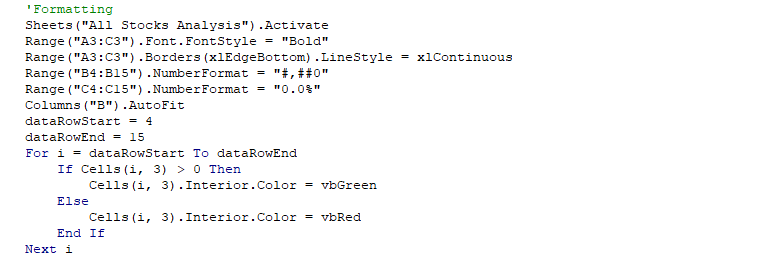 'Formatting
Sheets("All Stocks Analysis").Activate
Range("A3:C3").Font.FontStyle = "Bold"
Range("A3:C3").Borders(xlEdgeBottom).LineStyle = xlContinuous
Range("B4:B15").NumberFormat = "#,##0"
Range("C4:C15").NumberFormat = "0.0%"
Columns("B").AutoFit
dataRowStart = 4
dataRowEnd = 15
For i = dataRowStart To dataRowEnd
    If Cells(i, 3) > 0 Then
        Cells(i, 3).Interior.Color = vbGreen
    Else
        Cells(i, 3).Interior.Color = vbRed
    End If
Next i